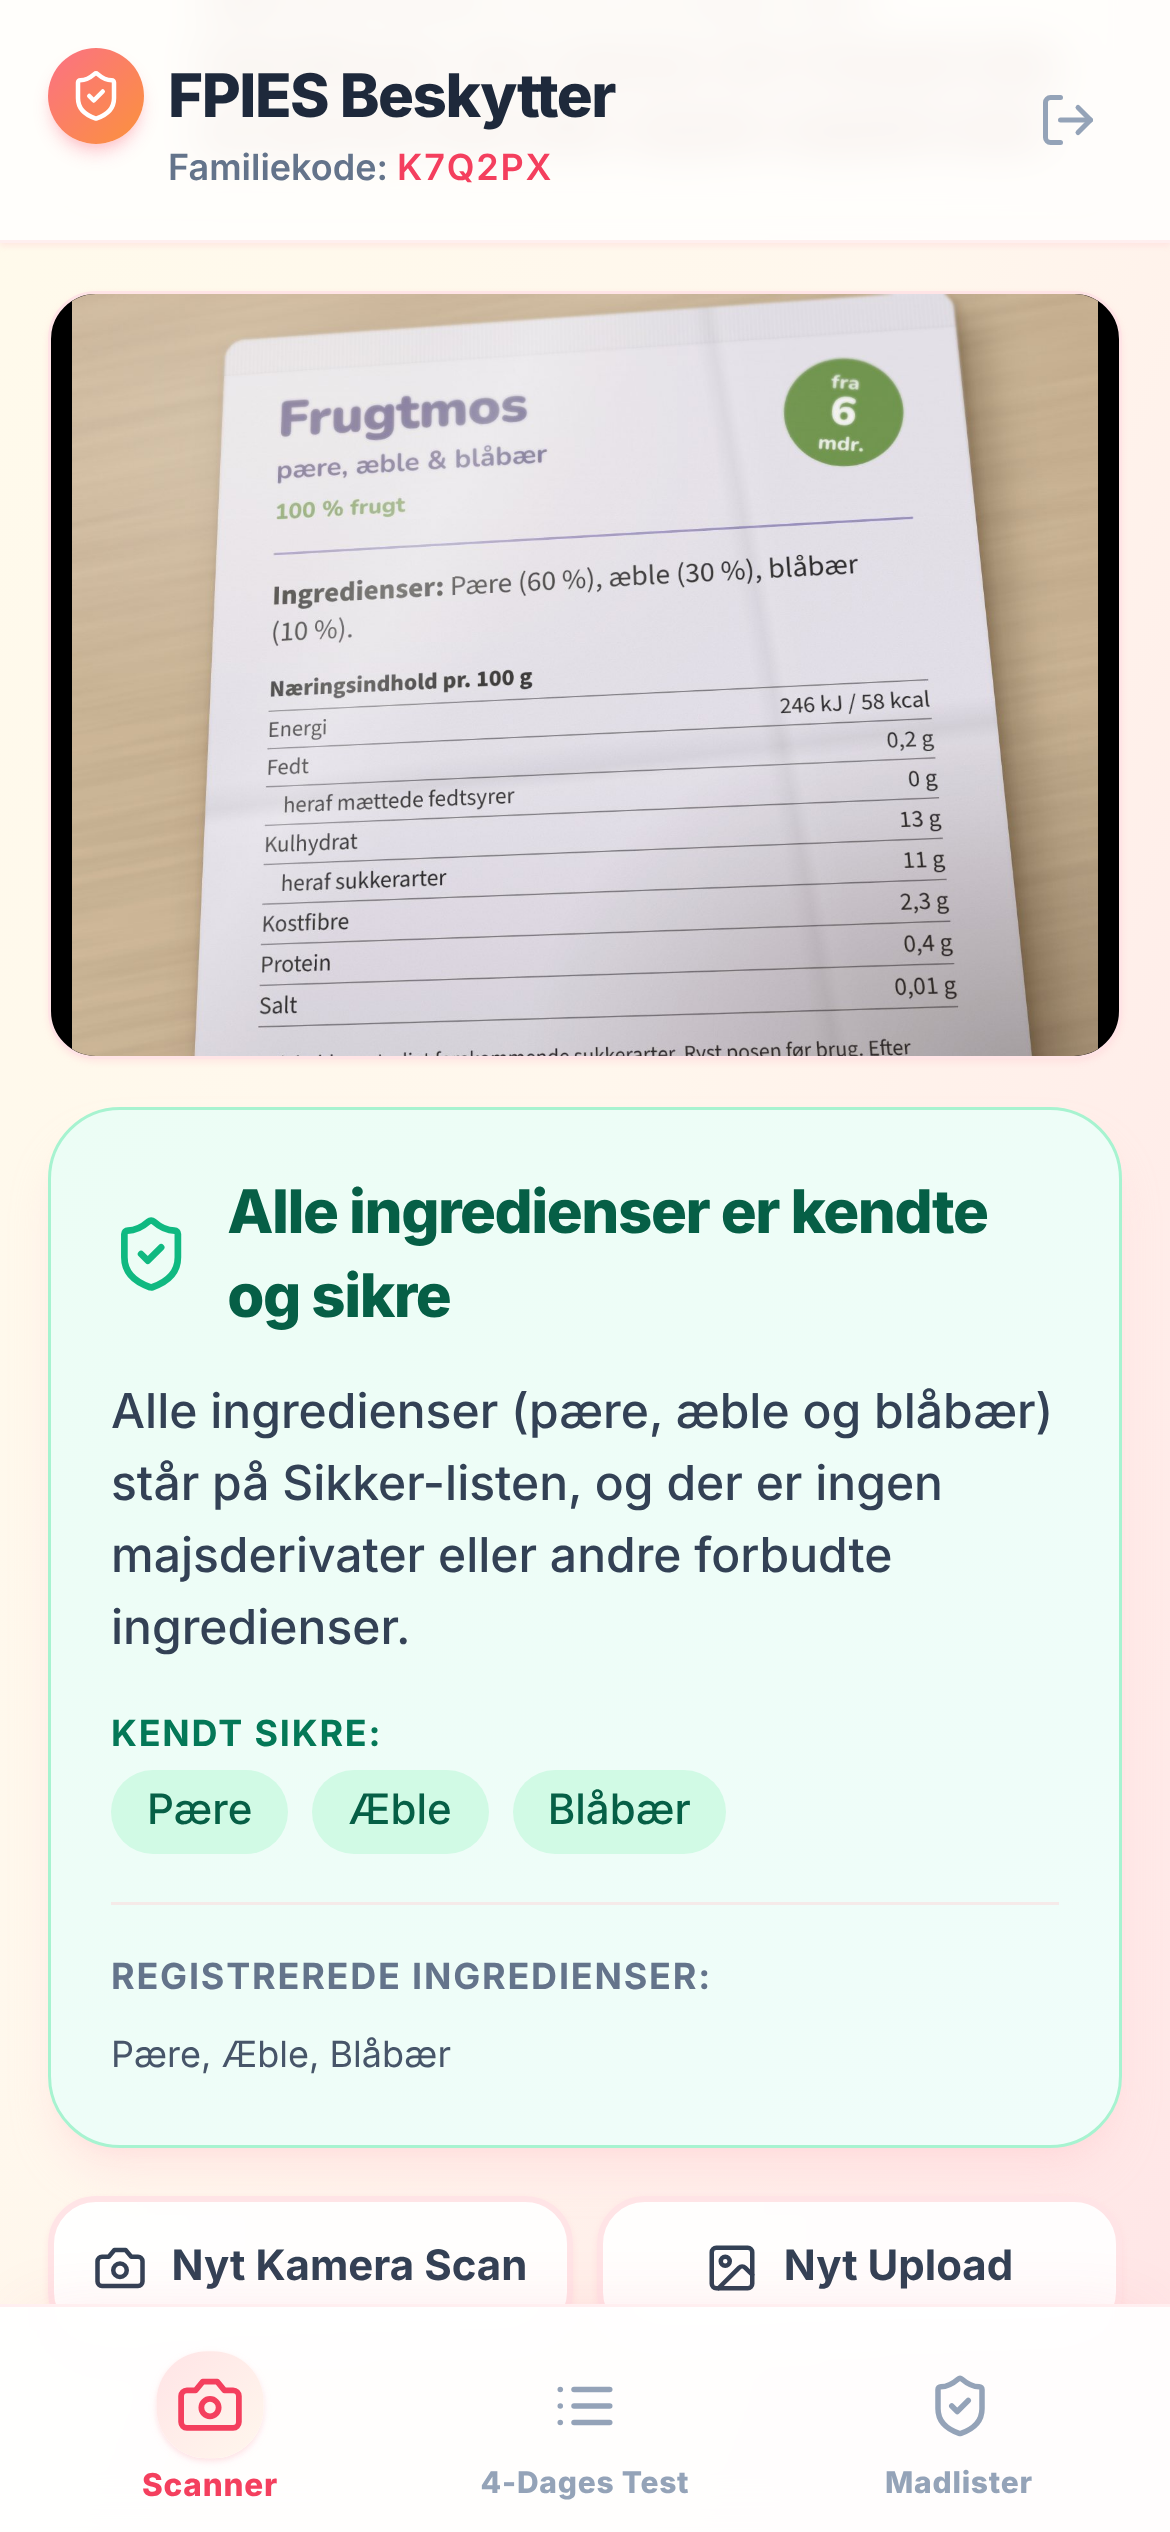 FPIES Beskytter
Familiekode: K7Q2PX
Frugtmos
pære, æble & blåbær
100 % frugt
fra
6
mdr.
Ingredienser: Pære (60 %), æble (30 %), blåbær
(10 %).
Næringsindhold pr. 100 g
Energi 246 kJ / 58 kcal
Fedt 0,2 g
heraf mættede fedtsyrer 0 g
Kulhydrat 13 g
heraf sukkerarter 11 g
Kostfibre 2,3 g
Protein 0,4 g
Salt 0,01 g
sukkerarter. Ryst posen før brug. Efter
Alle ingredienser er kendte
og sikre
Alle ingredienser (pære, æble og blåbær)
står på Sikker-listen, og der er ingen
majsderivater eller andre forbudte
ingredienser.
KENDT SIKRE:
Pære Æble Blåbær
REGISTREREDE INGREDIENSER:
Pære, Æble, Blåbær
Nyt Kamera Scan
Nyt Upload
Scanner
4-Dages Test
Madlister